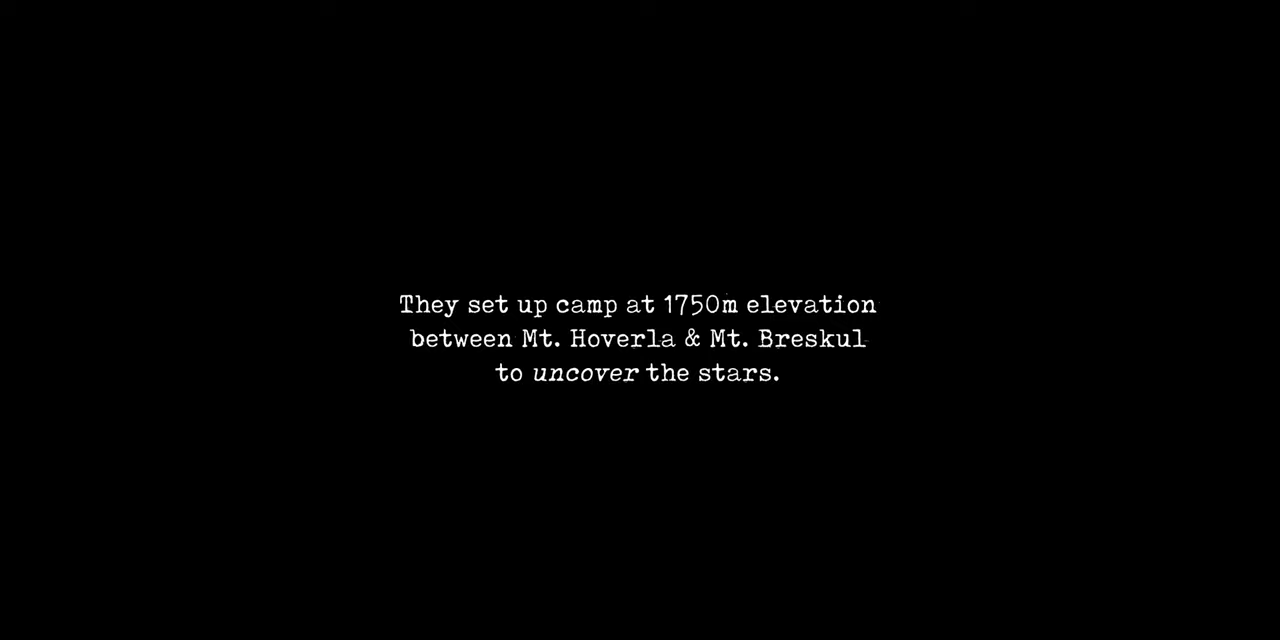 They set up camp at 1750m elevation
between Mt. Hoverla & Mt. Breskul
to uncover the stars.